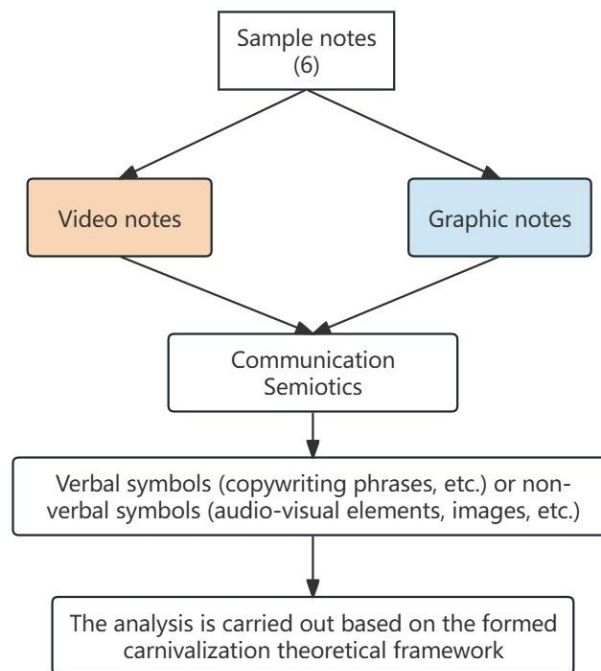 Sample notes
(6)
Video notes
Graphic notes
Communication
Semiotics
Verbal symbols (copywriting phrases, etc.) or non-
verbal symbols (audio-visual elements, images, etc.)
The analysis is carried out based on the formed
carnivalization theoretical framework